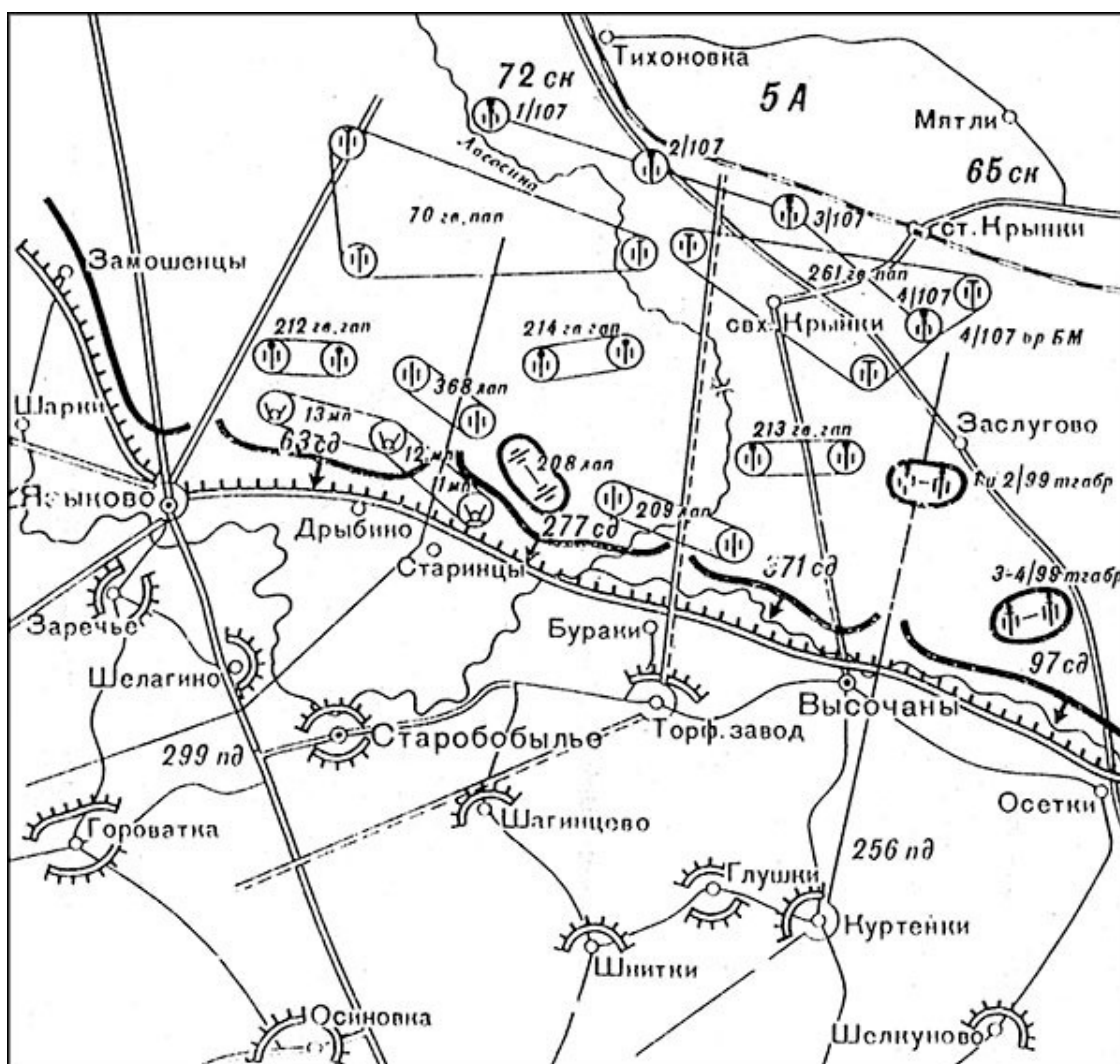 Тихоновка
72 ск
5 А
1/107
Мятли
2/107
Лососина
65 ск
70 гв. пап
3/107
ст. Крынки
Замошенцы
261 гв. пап
4/107
свх. Крынки
212 гв. гап
214 гв гап
4/107 бр БМ
368 лап
Шарки
13 мп
63 сд
213 гв. гап
Заслугово
12 мп
208 лап
1 и 2/99 тгабр
Языково
11 мп
209 лап
Дрыбино
277 сд
Старинцы
371 сд
3-4/99 тгабр
Заречье
Бураки
97 сд
Шелагино
Высочаны
Старобобылье
Торф. завод
299 пд
Осетки
Гороватка
Шагинцево
256 пд
Глушки
Куртенки
Шнитки
Осиновка
Шелкуново